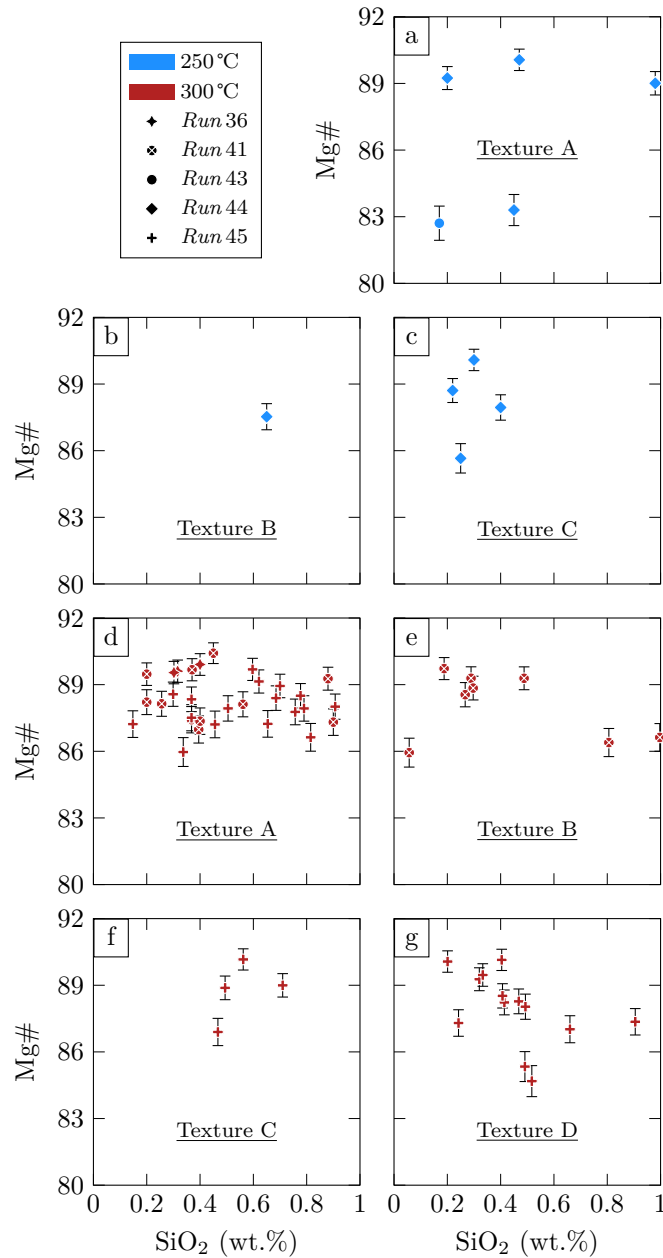 92
a
250 °C
300 °C
89
Run 36
Mg#
86
Texture A
Run 41
Run 43
83
Run 44
Run 45
80
92
b
c
89
Mg#
86
83
Texture B
Texture C
80
92
d
e
89
Mg#
86
83
Texture A
Texture B
80
92
f
g
89
Mg#
86
83
Texture C
Texture D
80
0 0.2 0.4 0.6 0.8 1 0 0.2 0.4 0.6 0.8 1
SiO₂ (wt.%) SiO₂ (wt.%)